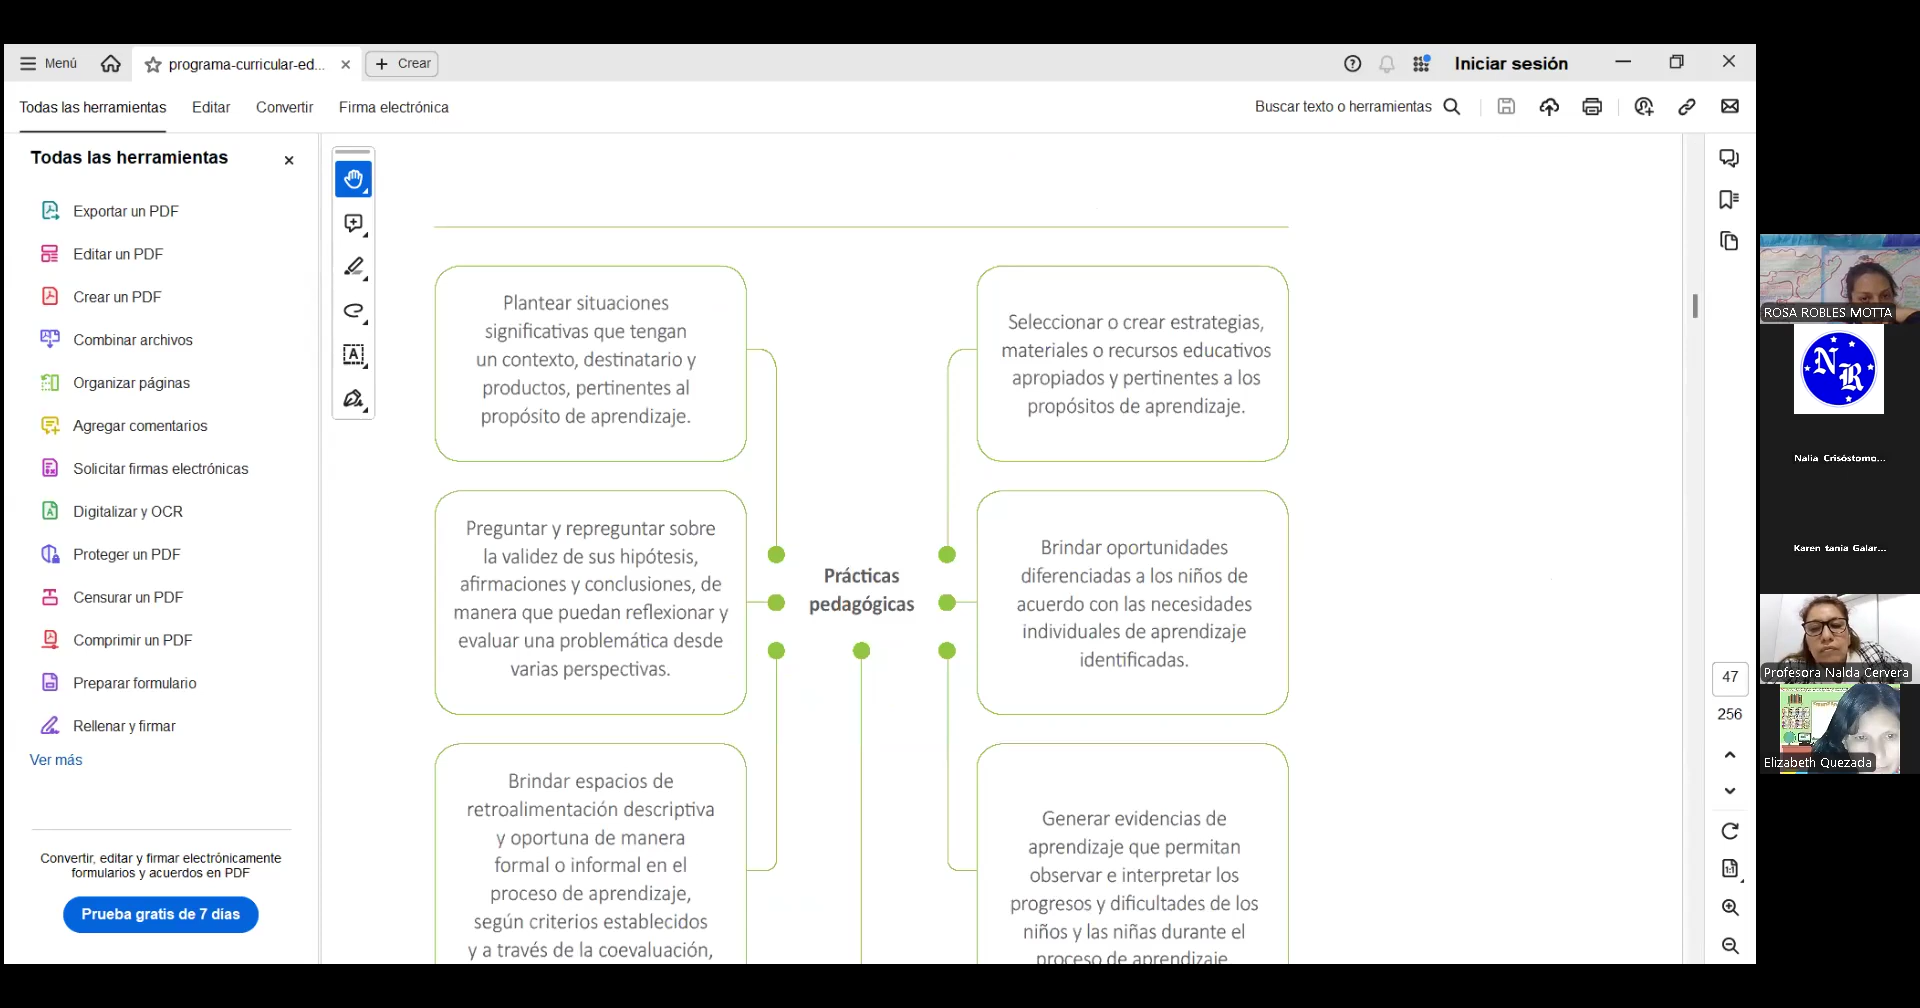 Menú
programa-curricular-ed...
Crear
Iniciar sesión
Todas las herramientas
Editar
Convertir
Firma electrónica
Buscar texto o herramientas
Todas las herramientas
Exportar un PDF
Editar un PDF
Crear un PDF
Combinar archivos
Organizar páginas
Agregar comentarios
Solicitar firmas electrónicas
Digitalizar y OCR
Proteger un PDF
Censurar un PDF
Comprimir un PDF
Preparar formulario
Rellenar y firmar
Ver más
Convertir, editar y firmar electrónicamente
formularios y acuerdos en PDF
Prueba gratis de 7 días
Plantear situaciones
significativas que tengan
un contexto, destinatario y
productos, pertinentes al
propósito de aprendizaje.
Preguntar y repreguntar sobre
la validez de sus hipótesis,
afirmaciones y conclusiones, de
manera que puedan reflexionar y
evaluar una problemática desde
varias perspectivas.
Brindar espacios de
retroalimentación descriptiva
y oportuna de manera
formal o informal en el
proceso de aprendizaje,
según criterios establecidos
y a través de la coevaluación,
Prácticas
pedagógicas
Seleccionar o crear estrategias,
materiales o recursos educativos
apropiados y pertinentes a los
propósitos de aprendizaje.
Brindar oportunidades
diferenciadas a los niños de
acuerdo con las necesidades
individuales de aprendizaje
identificadas.
Generar evidencias de
aprendizaje que permitan
observar e interpretar los
progresos y dificultades de los
niños y las niñas durante el
proceso de aprendizaje
47
256
1:1
ROSA ROBLES MOTTA
N R
Nalia Crisóstomo...
Karen tania Galar...
Profesora Nalda Cervera
Elizabeth Quezada